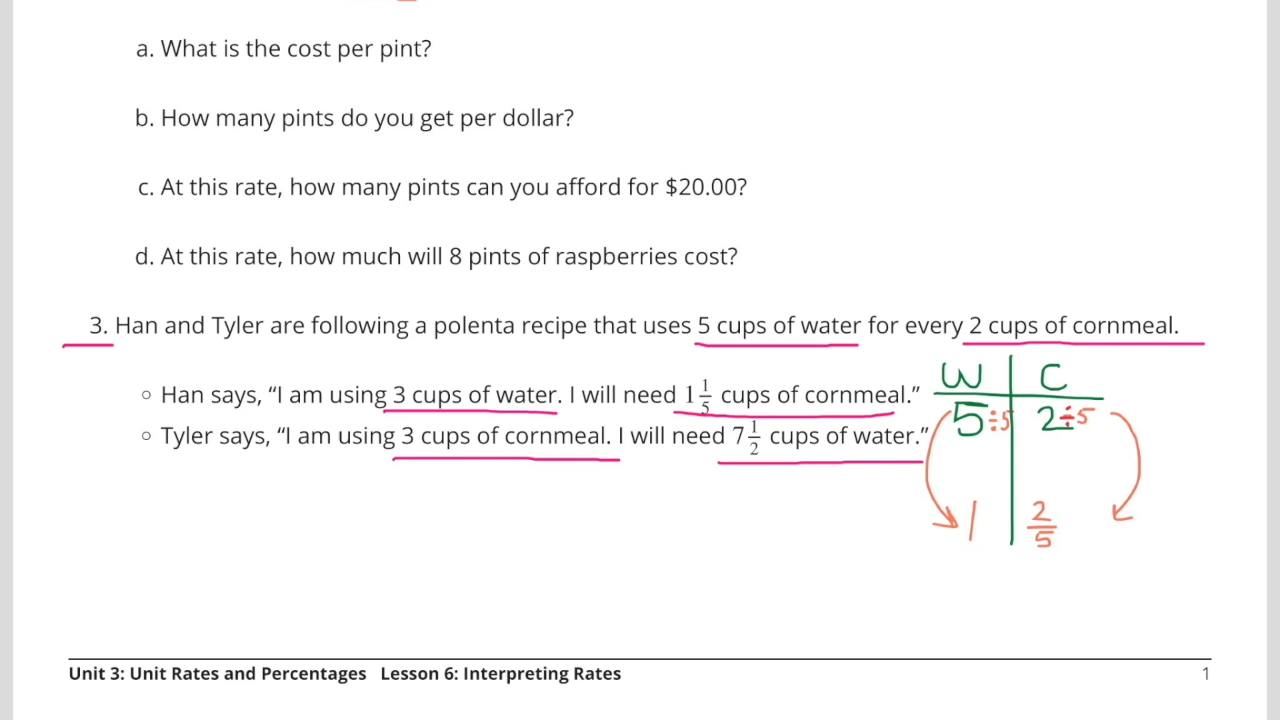 a. What is the cost per pint?
b. How many pints do you get per dollar?
c. At this rate, how many pints can you afford for $20.00?
d. At this rate, how much will 8 pints of raspberries cost?
3. Han and Tyler are following a polenta recipe that uses 5 cups of water for every 2 cups of cornmeal.
◦ Han says, “I am using 3 cups of water. I will need 1 1/5 cups of cornmeal.”
◦ Tyler says, “I am using 3 cups of cornmeal. I will need 7 1/2 cups of water.”
W C
5÷5 2÷5
1 2/5
Unit 3: Unit Rates and Percentages Lesson 6: Interpreting Rates 1